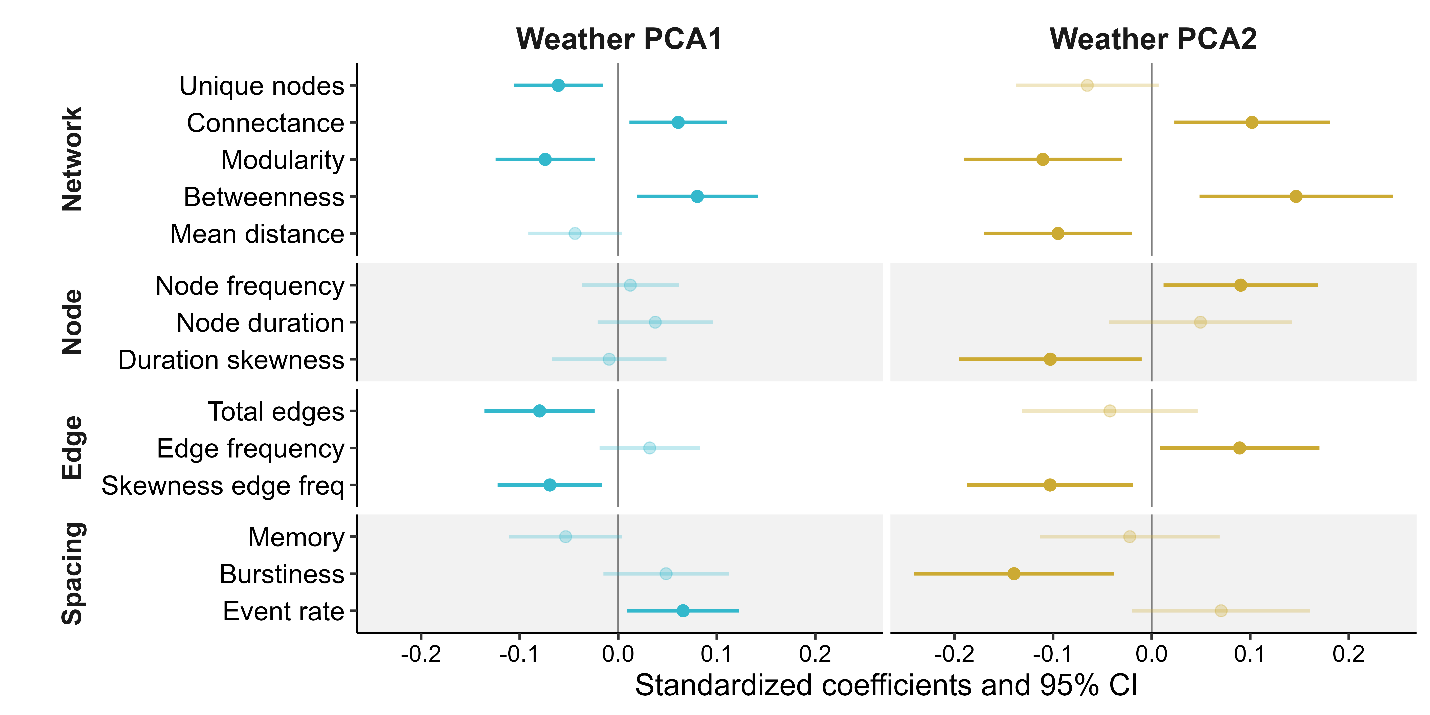 Weather PCA1
Weather PCA2
Network
Unique nodes
Connectance
Modularity
Betweenness
Mean distance
Node
Node frequency
Node duration
Duration skewness
Edge
Total edges
Edge frequency
Skewness edge freq
Spacing
Memory
Burstiness
Event rate
-0.2 -0.1 0.0 0.1 0.2
-0.2 -0.1 0.0 0.1 0.2
Standardized coefficients and 95% CI